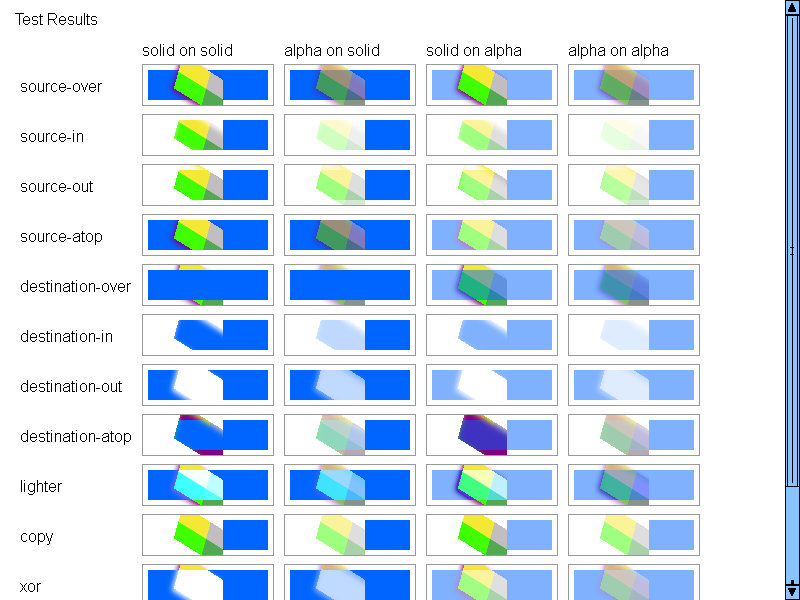 Test Results
solid on solid alpha on solid solid on alpha alpha on alpha
source-over
source-in
source-out
source-atop
destination-over
destination-in
destination-out
destination-atop
lighter
copy
xor